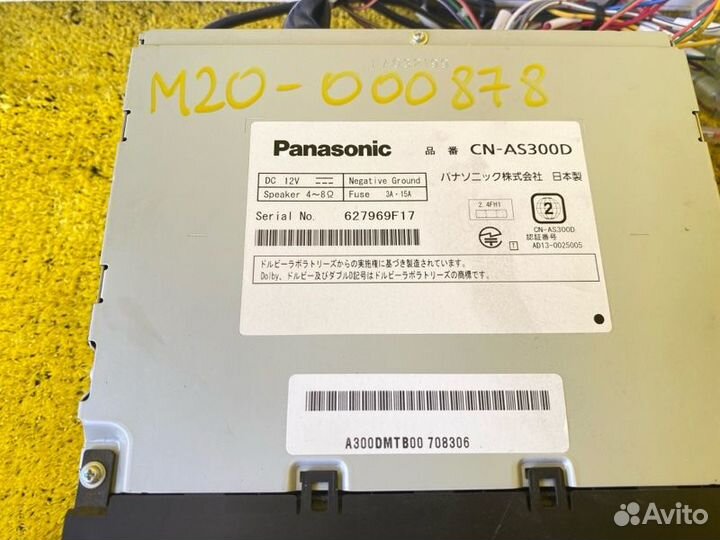 M20-000878
Panasonic 品番 CN-AS300D
DC 12V Negative Ground
Speaker 4～8Ω Fuse 3A・15A
パナソニック株式会社 日本製
Serial No. 627969F17
2.4FH1
2
CN-AS300D
認証番号
AD13-0025005
ドルビーラボラトリーズからの実施権に基づき製造されています。
Dolby、ドルビー及びダブルD記号はドルビーラボラトリーズの商標です。
A300DMTB00 708306
Avito